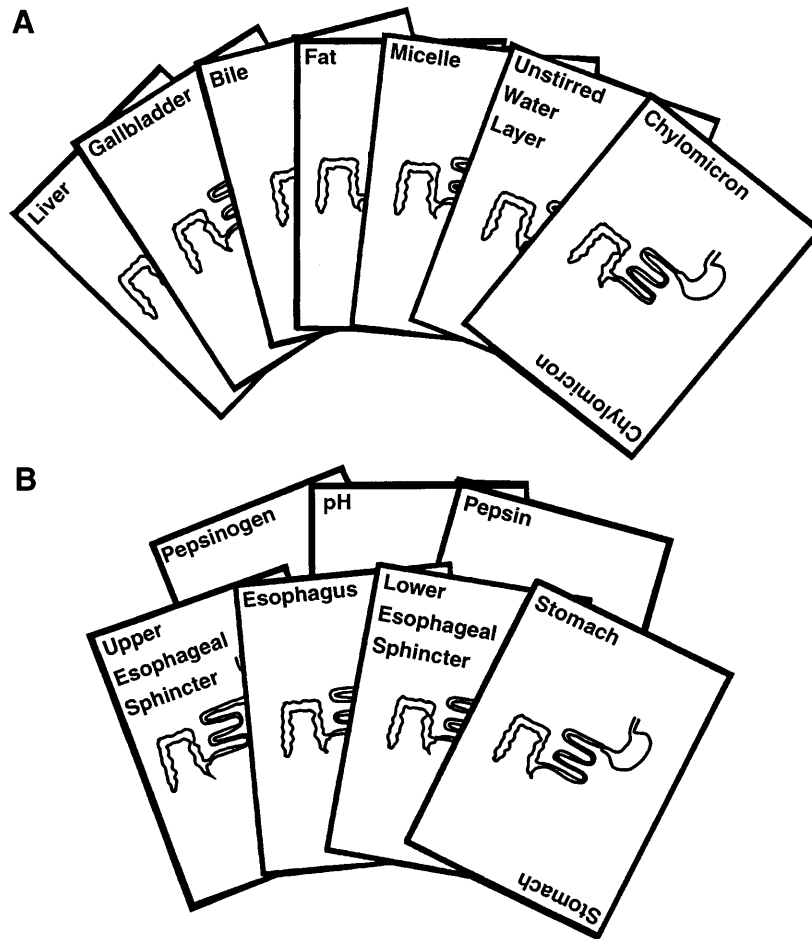 A
Liver
Gallbladder
Bile
Fat
Micelle
Unstirred
Water
Layer
Chylomicron
Chylomicron
B
Pepsinogen
pH
Pepsin
Upper
Esophageal
Sphincter
Esophagus
Lower
Esophageal
Sphincter
Stomach
Stomach